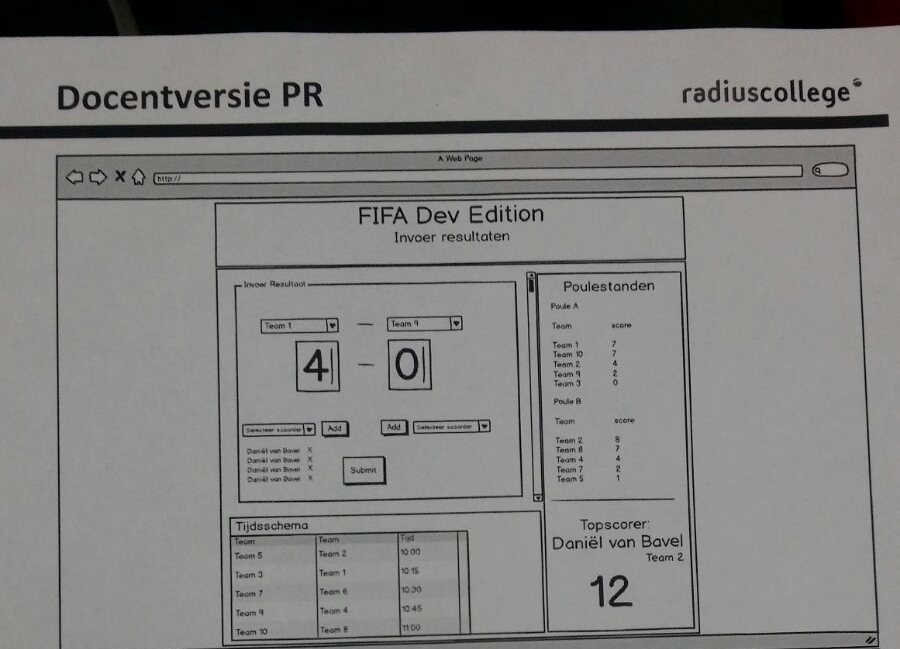 Docentversie PR
radiuscollege
A Web Page
http://
FIFA Dev Edition
Invoer resultaten
Invoer Resultaat
Team 1 — Team 9
4 — 0
Selecteer scoorder Add Add Selecteer scoorder
Daniël van Bavel X
Daniël van Bavel X
Daniël van Bavel X
Daniël van Bavel X
Submit
Poulestanden
Poule A
Team score
Team 1 7
Team 10 7
Team 2 4
Team 9 2
Team 3 0
Poule B
Team score
Team 2 8
Team 8 7
Team 4 4
Team 7 2
Team 5 1
Topscorer:
Daniël van Bavel
Team 2
12
Tijdsschema
Team Team Tijd
Team 5 Team 2 10:00
Team 3 Team 1 10:15
Team 7 Team 6 10:30
Team 9 Team 4 10:45
Team 10 Team 8 11:00